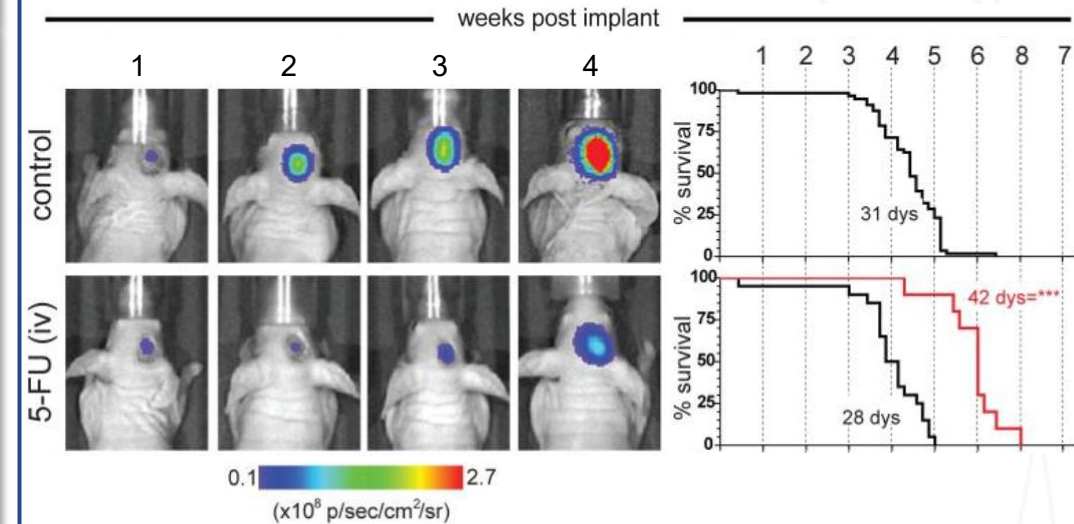 weeks post implant
1 2 3 4
1 2 3 4 5 6 8 7
control
% survival
100
75
50
25
0
31 dys
5-FU (iv)
% survival
100
75
50
25
0
42 dys=***
28 dys
0.1 2.7
(x10⁸ p/sec/cm²/sr)